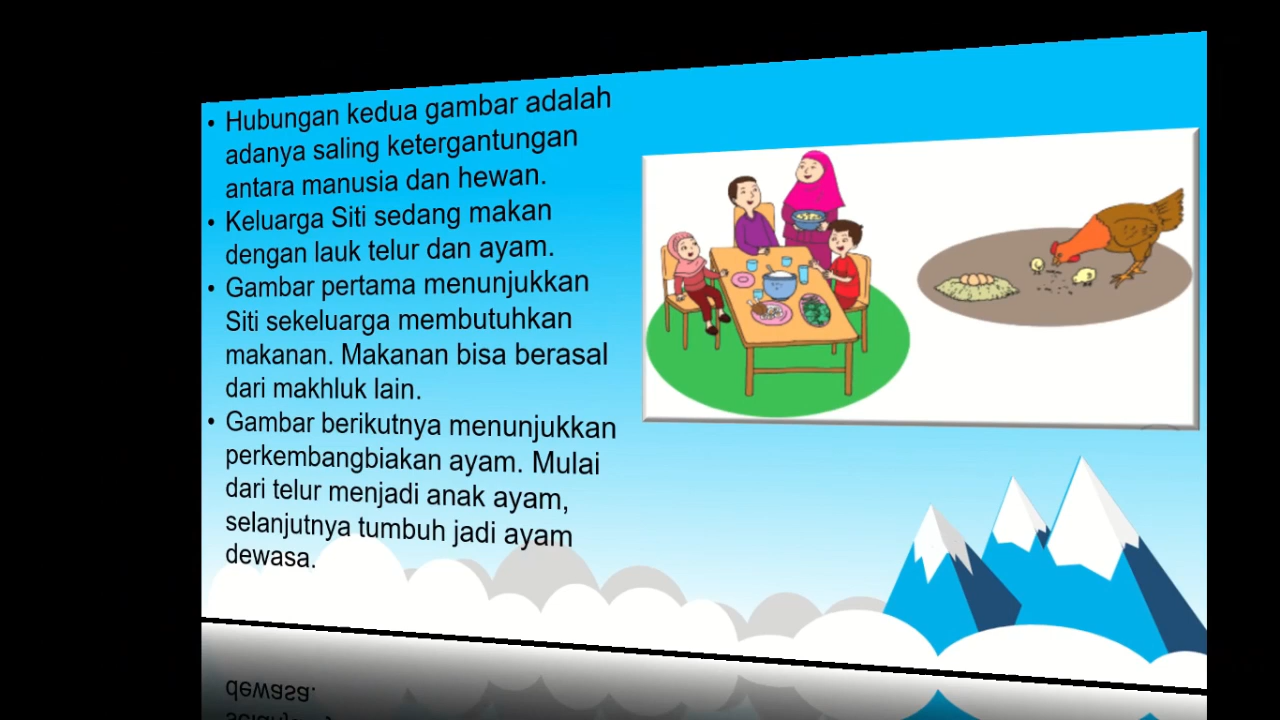 • Hubungan kedua gambar adalah
adanya saling ketergantungan
antara manusia dan hewan.
• Keluarga Siti sedang makan
dengan lauk telur dan ayam.
• Gambar pertama menunjukkan
Siti sekeluarga membutuhkan
makanan. Makanan bisa berasal
dari makhluk lain.
• Gambar berikutnya menunjukkan
perkembangbiakan ayam. Mulai
dari telur menjadi anak ayam,
selanjutnya tumbuh jadi ayam
dewasa.